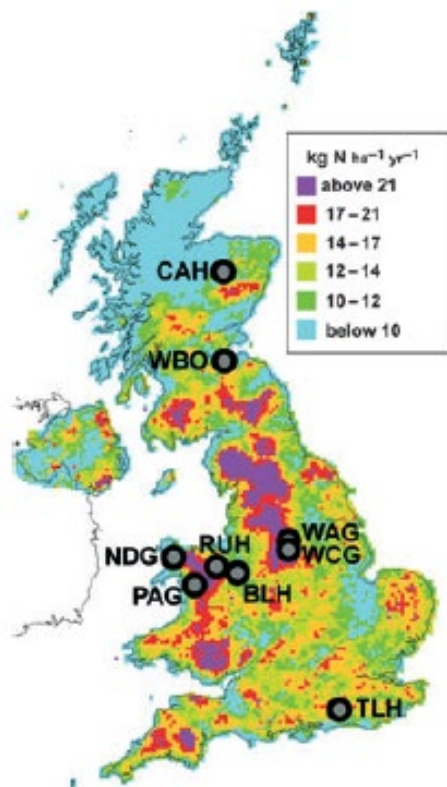 kg N ha⁻¹ yr⁻¹
above 21
17–21
14–17
12–14
10–12
below 10
CAH
WBO
WAG
WCG
NDG
RUH
PAG
BLH
TLH